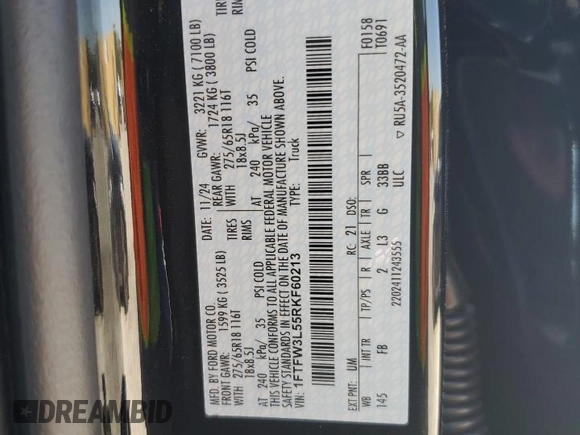 MFD. BY FORD MOTOR CO.
DATE: 11/24 GVWR: 3221 KG ( 7100 LB)
FRONT GAWR: 1599 KG ( 3525 LB) REAR GAWR: 1724 KG ( 3800 LB)
WITH 275/65R18 116T TIRES WITH 275/65R18 116T TIRE
18x8.5J RIMS 18x8.5J RIMS
AT 240 kPa/ 35 PSI COLD AT 240 kPa/ 35 PSI COLD
THIS VEHICLE CONFORMS TO ALL APPLICABLE FEDERAL MOTOR VEHICLE
SAFETY STANDARDS IN EFFECT ON THE DATE OF MANUFACTURE SHOWN ABOVE.
VIN: 1FTFW3L55RKF60213 TYPE: Truck
F0158
T0691
EXT PNT: UM RC: 21 DSO:
WB INT TR TP/PS R AXLE TR SPR
145 FB 2 L3 G 33BB
2202411243555 ULC
▽ RU5A-3520472-AA
DREAMBID